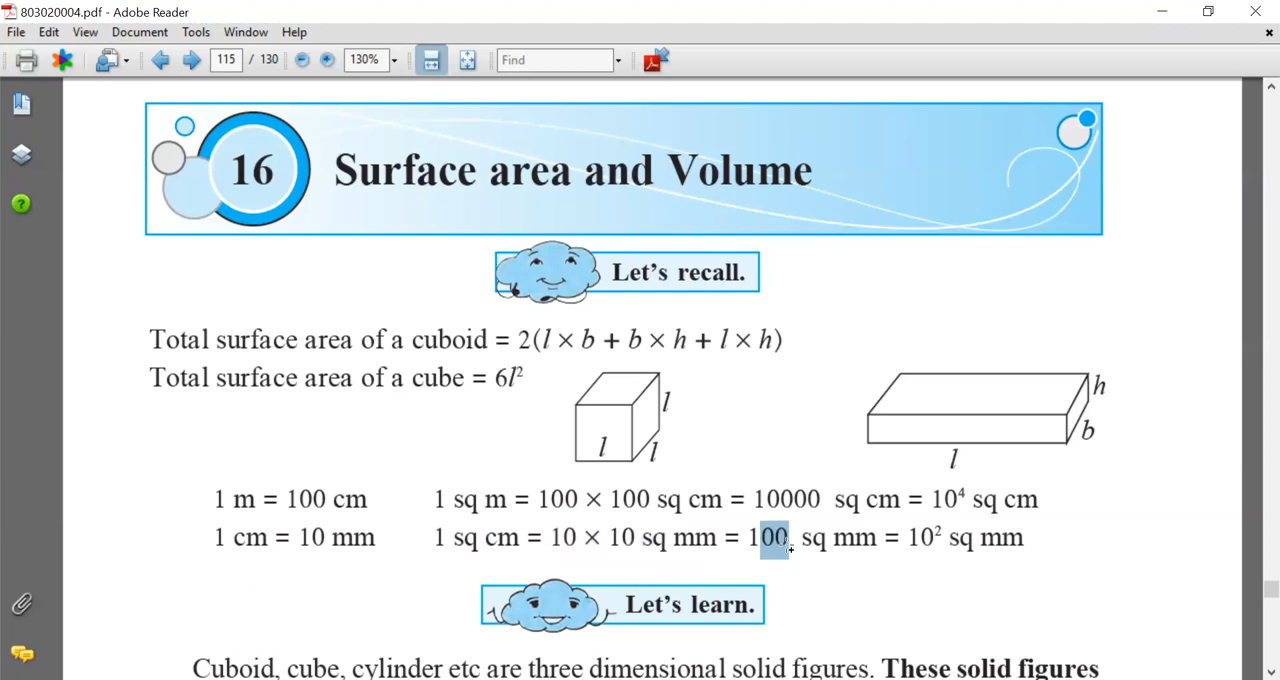 803020004.pdf - Adobe Reader
File Edit View Document Tools Window Help
115 / 130 130% Find
16 Surface area and Volume
Let's recall.
Total surface area of a cuboid = 2(l × b + b × h + l × h)
Total surface area of a cube = 6l²
l
l
l
h
b
l
1 m = 100 cm 1 sq m = 100 × 100 sq cm = 10000 sq cm = 10⁴ sq cm
1 cm = 10 mm 1 sq cm = 10 × 10 sq mm = 100 sq mm = 10² sq mm
Let's learn.
Cuboid, cube, cylinder etc are three dimensional solid figures. These solid figures